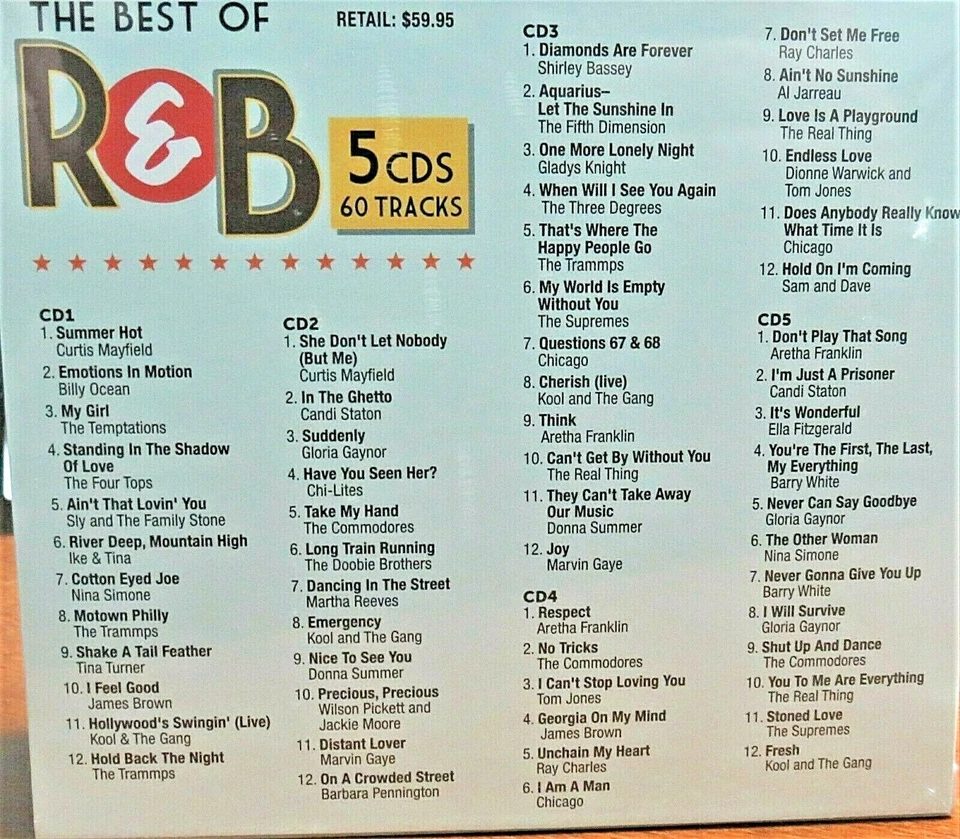 THE BEST OF
R&B
RETAIL: $59.95
5 CDS
60 TRACKS
CD1
1. Summer Hot
Curtis Mayfield
2. Emotions In Motion
Billy Ocean
3. My Girl
The Temptations
4. Standing In The Shadow
Of Love
The Four Tops
5. Ain't That Lovin' You
Sly and The Family Stone
6. River Deep, Mountain High
Ike & Tina
7. Cotton Eyed Joe
Nina Simone
8. Motown Philly
The Trammps
9. Shake A Tail Feather
Tina Turner
10. I Feel Good
James Brown
11. Hollywood's Swingin' (Live)
Kool & The Gang
12. Hold Back The Night
The Trammps
CD2
1. She Don't Let Nobody
(But Me)
Curtis Mayfield
2. In The Ghetto
Candi Staton
3. Suddenly
Gloria Gaynor
4. Have You Seen Her?
Chi-Lites
5. Take My Hand
The Commodores
6. Long Train Running
The Doobie Brothers
7. Dancing In The Street
Martha Reeves
8. Emergency
Kool and The Gang
9. Nice To See You
Donna Summer
10. Precious, Precious
Wilson Pickett and
Jackie Moore
11. Distant Lover
Marvin Gaye
12. On A Crowded Street
Barbara Pennington
CD3
1. Diamonds Are Forever
Shirley Bassey
2. Aquarius–
Let The Sunshine In
The Fifth Dimension
3. One More Lonely Night
Gladys Knight
4. When Will I See You Again
The Three Degrees
5. That's Where The
Happy People Go
The Trammps
6. My World Is Empty
Without You
The Supremes
7. Questions 67 & 68
Chicago
8. Cherish (live)
Kool and The Gang
9. Think
Aretha Franklin
10. Can't Get By Without You
The Real Thing
11. They Can't Take Away
Our Music
Donna Summer
12. Joy
Marvin Gaye
CD4
1. Respect
Aretha Franklin
2. No Tricks
The Commodores
3. I Can't Stop Loving You
Tom Jones
4. Georgia On My Mind
James Brown
5. Unchain My Heart
Ray Charles
6. I Am A Man
Chicago
7. Don't Set Me Free
Ray Charles
8. Ain't No Sunshine
Al Jarreau
9. Love Is A Playground
The Real Thing
10. Endless Love
Dionne Warwick and
Tom Jones
11. Does Anybody Really Know
What Time It Is
Chicago
12. Hold On I'm Coming
Sam and Dave
CD5
1. Don't Play That Song
Aretha Franklin
2. I'm Just A Prisoner
Candi Staton
3. It's Wonderful
Ella Fitzgerald
4. You're The First, The Last,
My Everything
Barry White
5. Never Can Say Goodbye
Gloria Gaynor
6. The Other Woman
Nina Simone
7. Never Gonna Give You Up
Barry White
8. I Will Survive
Gloria Gaynor
9. Shut Up And Dance
The Commodores
10. You To Me Are Everything
The Real Thing
11. Stoned Love
The Supremes
12. Fresh
Kool and The Gang